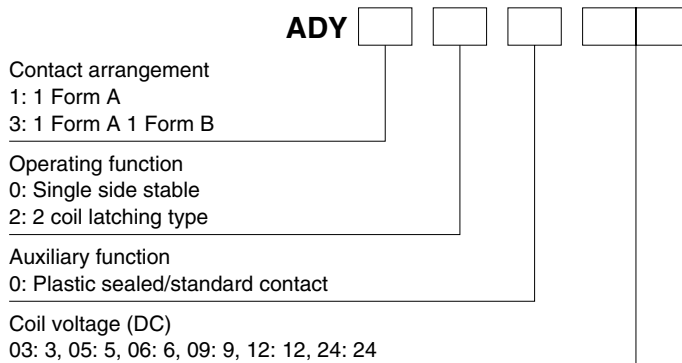 ADY
Contact arrangement
1: 1 Form A
3: 1 Form A 1 Form B
Operating function
0: Single side stable
2: 2 coil latching type
Auxiliary function
0: Plastic sealed/standard contact
Coil voltage (DC)
03: 3, 05: 5, 06: 6, 09: 9, 12: 12, 24: 24